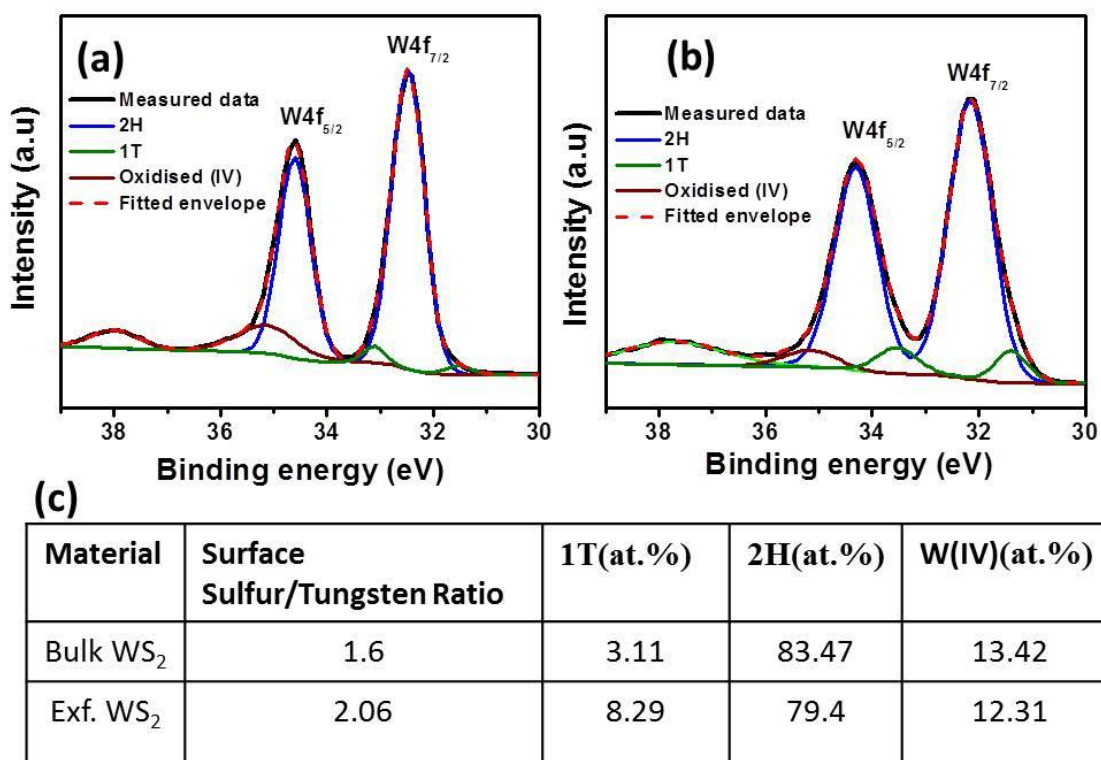 (a)
W4f7/2
W4f5/2
Measured data
2H
1T
Oxidised (IV)
Fitted envelope
Intensity (a.u)
38 36 34 32 30
Binding energy (eV)
(b)
W4f7/2
W4f5/2
Measured data
2H
1T
Oxidised (IV)
Fitted envelope
Intensity (a.u)
38 36 34 32 30
Binding energy (eV)
(c)
Material Surface Sulfur/Tungsten Ratio 1T(at.%) 2H(at.%) W(IV)(at.%)
Bulk WS2 1.6 3.11 83.47 13.42
Exf. WS2 2.06 8.29 79.4 12.31